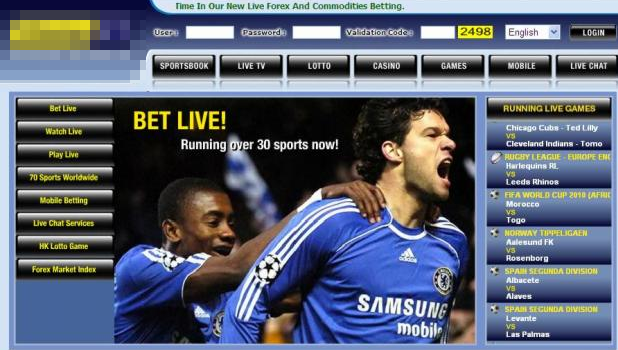 Time In Our New Live Forex And Commodities Betting.
User :
Password :
Validation Code :
2498
English
LOGIN
SPORTSBOOK
LIVE TV
LOTTO
CASINO
GAMES
MOBILE
LIVE CHAT
Bet Live
Watch Live
Play Live
70 Sports Worldwide
Mobile Betting
Live Chat Services
HK Lotto Game
Forex Market Index
BET LIVE!
Running over 30 sports now!
adidas
SAMSUNG
mobile
RUNNING LIVE GAMES
Chicago Cubs - Ted Lilly
VS
Cleveland Indians - Tomo
RUGBY LEAGUE - EUROPE ENG
Harlequins RL
VS
Leeds Rhinos
FIFA WORLD CUP 2010 (AFRIC
Morocco
VS
Togo
NORWAY TIPPELIGAEN
Aalesund FK
VS
Rosenborg
SPAIN SEGUNDA DIVISION
Albacete
VS
Alaves
SPAIN SEGUNDA DIVISION
Levante
VS
Las Palmas